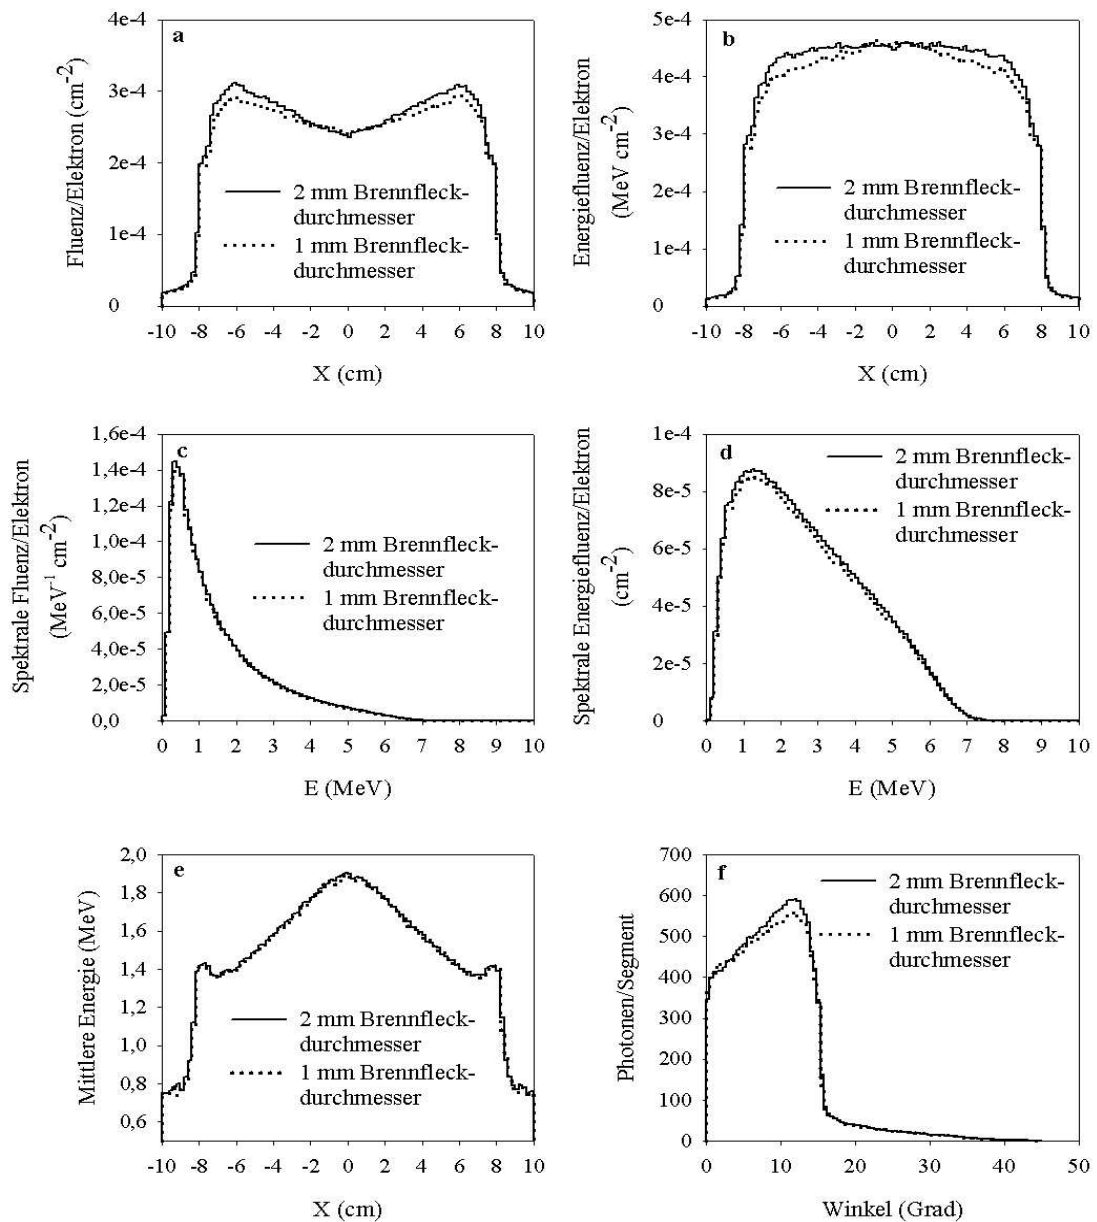 a
Fluenz/Elektron (cm-2)
4e-4
3e-4
2e-4
1e-4
0
2 mm Brennfleck-
durchmesser
1 mm Brennfleck-
durchmesser
-10 -8 -6 -4 -2 0 2 4 6 8 10
X (cm)
b
Energiefluenz/Elektron
(MeV cm-2)
5e-4
4e-4
3e-4
2e-4
1e-4
0
2 mm Brennfleck-
durchmesser
1 mm Brennfleck-
durchmesser
-10 -8 -6 -4 -2 0 2 4 6 8 10
X (cm)
c
Spektrale Fluenz/Elektron
(MeV-1 cm-2)
1,6e-4
1,4e-4
1,2e-4
1,0e-4
8,0e-5
6,0e-5
4,0e-5
2,0e-5
0,0
2 mm Brennfleck-
durchmesser
1 mm Brennfleck-
durchmesser
0 1 2 3 4 5 6 7 8 9 10
E (MeV)
d
Spektrale Energiefluenz/Elektron
(cm-2)
1e-4
8e-5
6e-5
4e-5
2e-5
0
2 mm Brennfleck-
durchmesser
1 mm Brennfleck-
durchmesser
0 1 2 3 4 5 6 7 8 9 10
E (MeV)
e
Mittlere Energie (MeV)
2,0
1,8
1,6
1,4
1,2
1,0
0,8
0,6
2 mm Brennfleck-
durchmesser
1 mm Brennfleck-
durchmesser
-10 -8 -6 -4 -2 0 2 4 6 8 10
X (cm)
f
Photonen/Segment
700
600
500
400
300
200
100
0
2 mm Brennfleck-
durchmesser
1 mm Brennfleck-
durchmesser
0 10 20 30 40 50
Winkel (Grad)